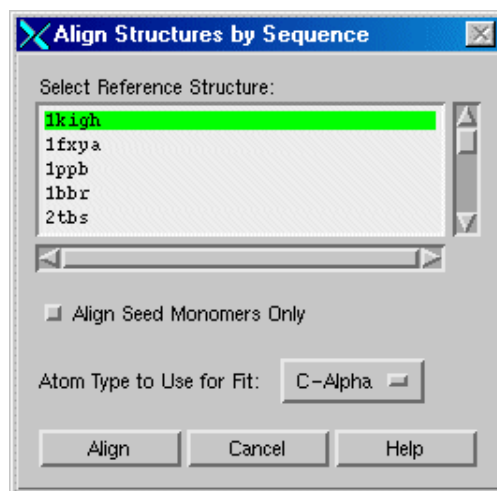 Align Structures by Sequence
Select Reference Structure:
1kigh
1fxya
1ppb
1bbr
2tbs
Align Seed Monomers Only
Atom Type to Use for Fit: C-Alpha
Align Cancel Help